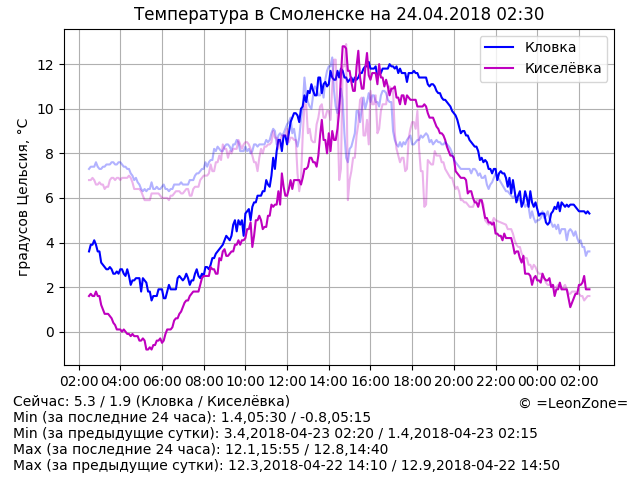 Температура в Смоленске на 24.04.2018 02:30
Кловка
Киселёвка
градусов Цельсия, °C
12
10
8
6
4
2
0
02:00 04:00 06:00 08:00 10:00 12:00 14:00 16:00 18:00 20:00 22:00 00:00 02:00
Сейчас: 5.3 / 1.9 (Кловка / Киселёвка)
© =LeonZone=
Min (за последние 24 часа): 1.4,05:30 / -0.8,05:15
Min (за предыдущие сутки): 3.4,2018-04-23 02:20 / 1.4,2018-04-23 02:15
Max (за последние 24 часа): 12.1,15:55 / 12.8,14:40
Max (за предыдущие сутки): 12.3,2018-04-22 14:10 / 12.9,2018-04-22 14:50